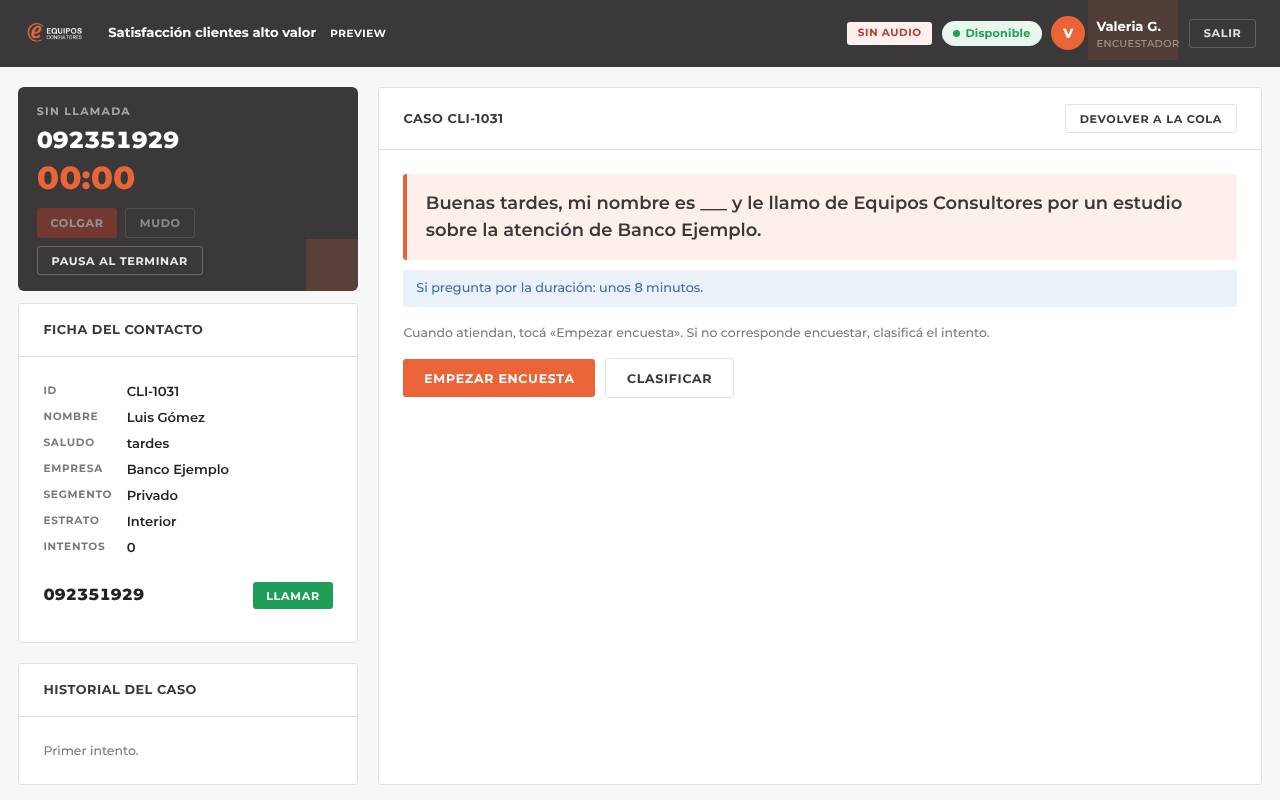 EQUIPOS
CONSULTORES
Satisfacción clientes alto valor
PREVIEW
SIN AUDIO
Disponible
V
Valeria G.
ENCUESTADOR
SALIR
SIN LLAMADA
092351929
00:00
COLGAR
MUDO
PAUSA AL TERMINAR
FICHA DEL CONTACTO
ID CLI-1031
NOMBRE Luis Gómez
SALUDO tardes
EMPRESA Banco Ejemplo
SEGMENTO Privado
ESTRATO Interior
INTENTOS 0
092351929
LLAMAR
HISTORIAL DEL CASO
Primer intento.
CASO CLI-1031
DEVOLVER A LA COLA
Buenas tardes, mi nombre es ___ y le llamo de Equipos Consultores por un estudio
sobre la atención de Banco Ejemplo.
Si pregunta por la duración: unos 8 minutos.
Cuando atiendan, tocá «Empezar encuesta». Si no corresponde encuestar, clasificá el intento.
EMPEZAR ENCUESTA
CLASIFICAR